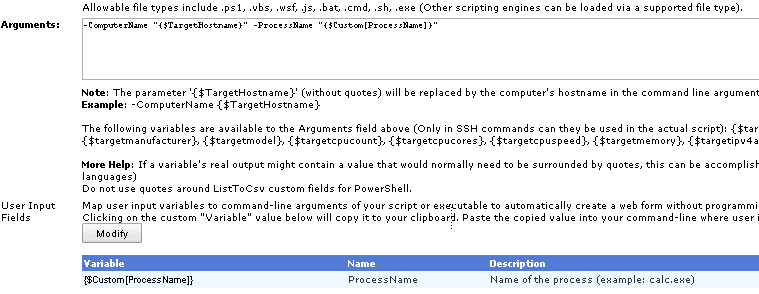 Allowable file types include .ps1, .vbs, .wsf, .js, .bat, .cmd, .sh, .exe (Other scripting engines can be loaded via a supported file type).
Arguments:
-ComputerName "{$TargetHostname}" -ProcessName "{$Custom[ProcessName]}"
Note: The parameter '{$TargetHostname}' (without quotes) will be replaced by the computer's hostname in the command line argument
Example: -ComputerName {$TargetHostname}
The following variables are available to the Arguments field above (Only in SSH commands can they be used in the actual script): {$tar
{$targetmanufacturer}, {$targetmodel}, {$targetcpucount}, {$targetcpucores}, {$targetcpuspeed}, {$targetmemory}, {$targetipv4a
More Help: If a variable's real output might contain a value that would normally need to be surrounded by quotes, this can be accomplish
languages)
Do not use quotes around ListToCsv custom fields for PowerShell.
User Input Fields
Map user input variables to command-line arguments of your script or executable to automatically create a web form without programmi
Clicking on the custom "Variable" value below will copy it to your clipboard. Paste the copied value into your command-line where user i
Modify
Variable Name Description
{$Custom[ProcessName]} ProcessName Name of the process (example: calc.exe)